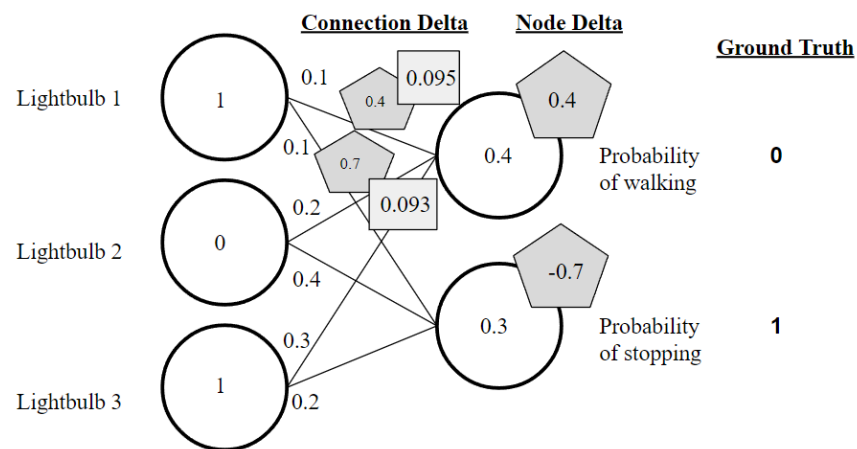 Connection Delta
Node Delta
Ground Truth
Lightbulb 1
1
0.1
0.4
0.095
0.4
0.4
Probability
of walking
0
0.1
0.7
0.093
Lightbulb 2
0
0.2
0.4
-0.7
0.3
Probability
of stopping
1
Lightbulb 3
1
0.3
0.2